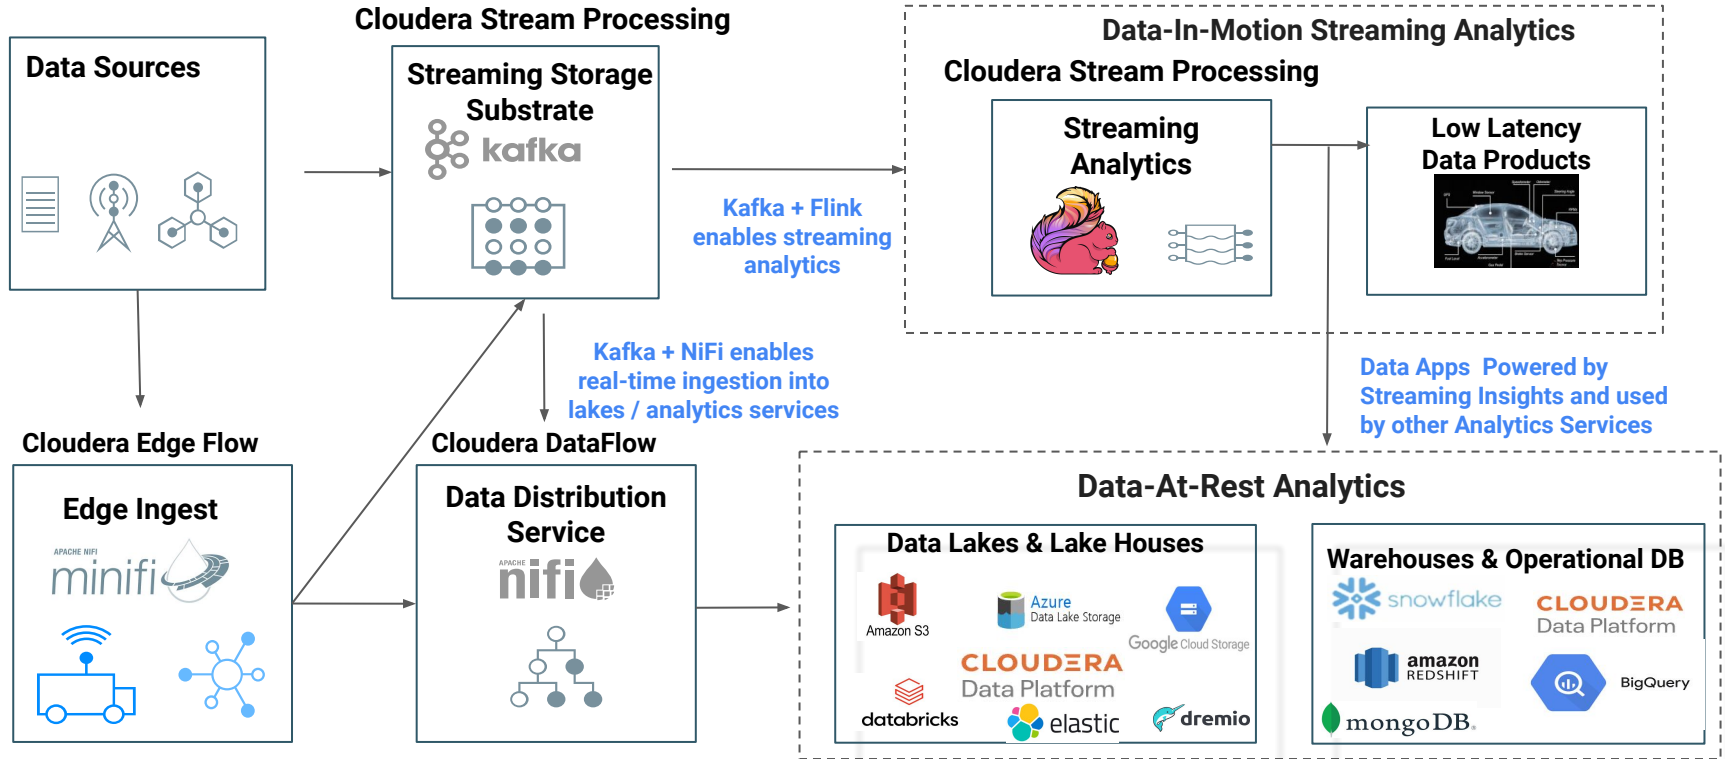 Cloudera Stream Processing
Data Sources
Streaming Storage
Substrate
kafka
Data-In-Motion Streaming Analytics
Cloudera Stream Processing
Streaming
Analytics
Low Latency
Data Products
Kafka + Flink
enables streaming
analytics
Kafka + NiFi enables
real-time ingestion into
lakes / analytics services
Data Apps Powered by
Streaming Insights and used
by other Analytics Services
Cloudera Edge Flow
Edge Ingest
APACHE NIFI
minifi
Cloudera DataFlow
Data Distribution
Service
APACHE
nifi
Data-At-Rest Analytics
Data Lakes & Lake Houses
Amazon S3
Azure
Data Lake Storage
Google Cloud Storage
CLOUDERA
Data Platform
databricks
elastic
dremio
Warehouses & Operational DB
snowflake
CLOUDERA
Data Platform
amazon
REDSHIFT
BigQuery
mongoDB.